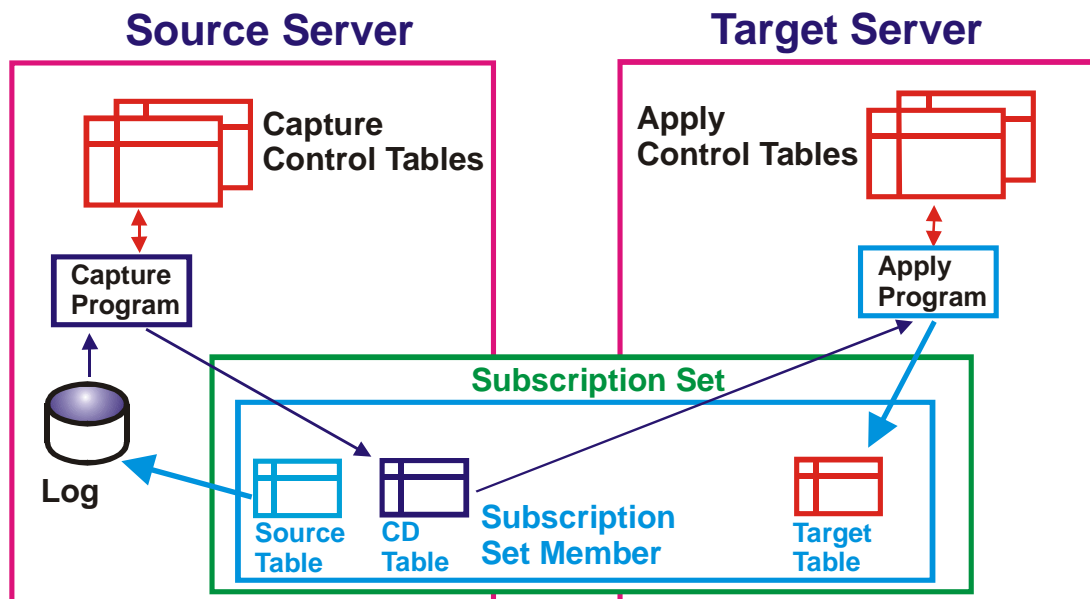 Source Server
Target Server
Capture
Control Tables
Apply
Control Tables
Capture
Program
Apply
Program
Subscription Set
Log
Source
Table
CD
Table
Subscription
Set Member
Target
Table